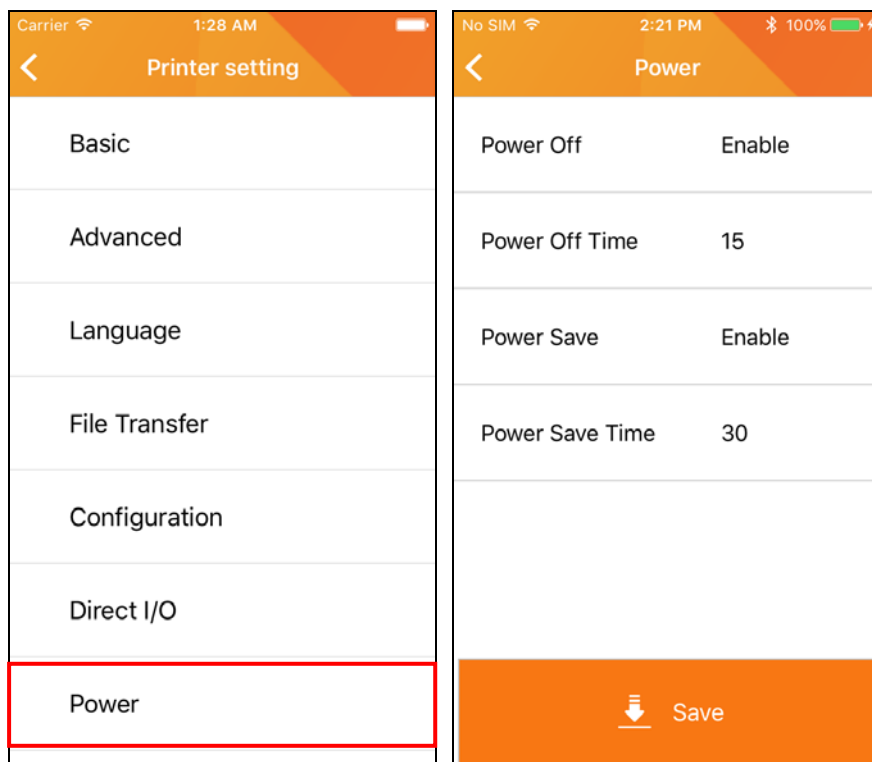 Carrier 1:28 AM
Printer setting
Basic
Advanced
Language
File Transfer
Configuration
Direct I/O
Power
No SIM 2:21 PM 100%
Power
Power Off Enable
Power Off Time 15
Power Save Enable
Power Save Time 30
Save